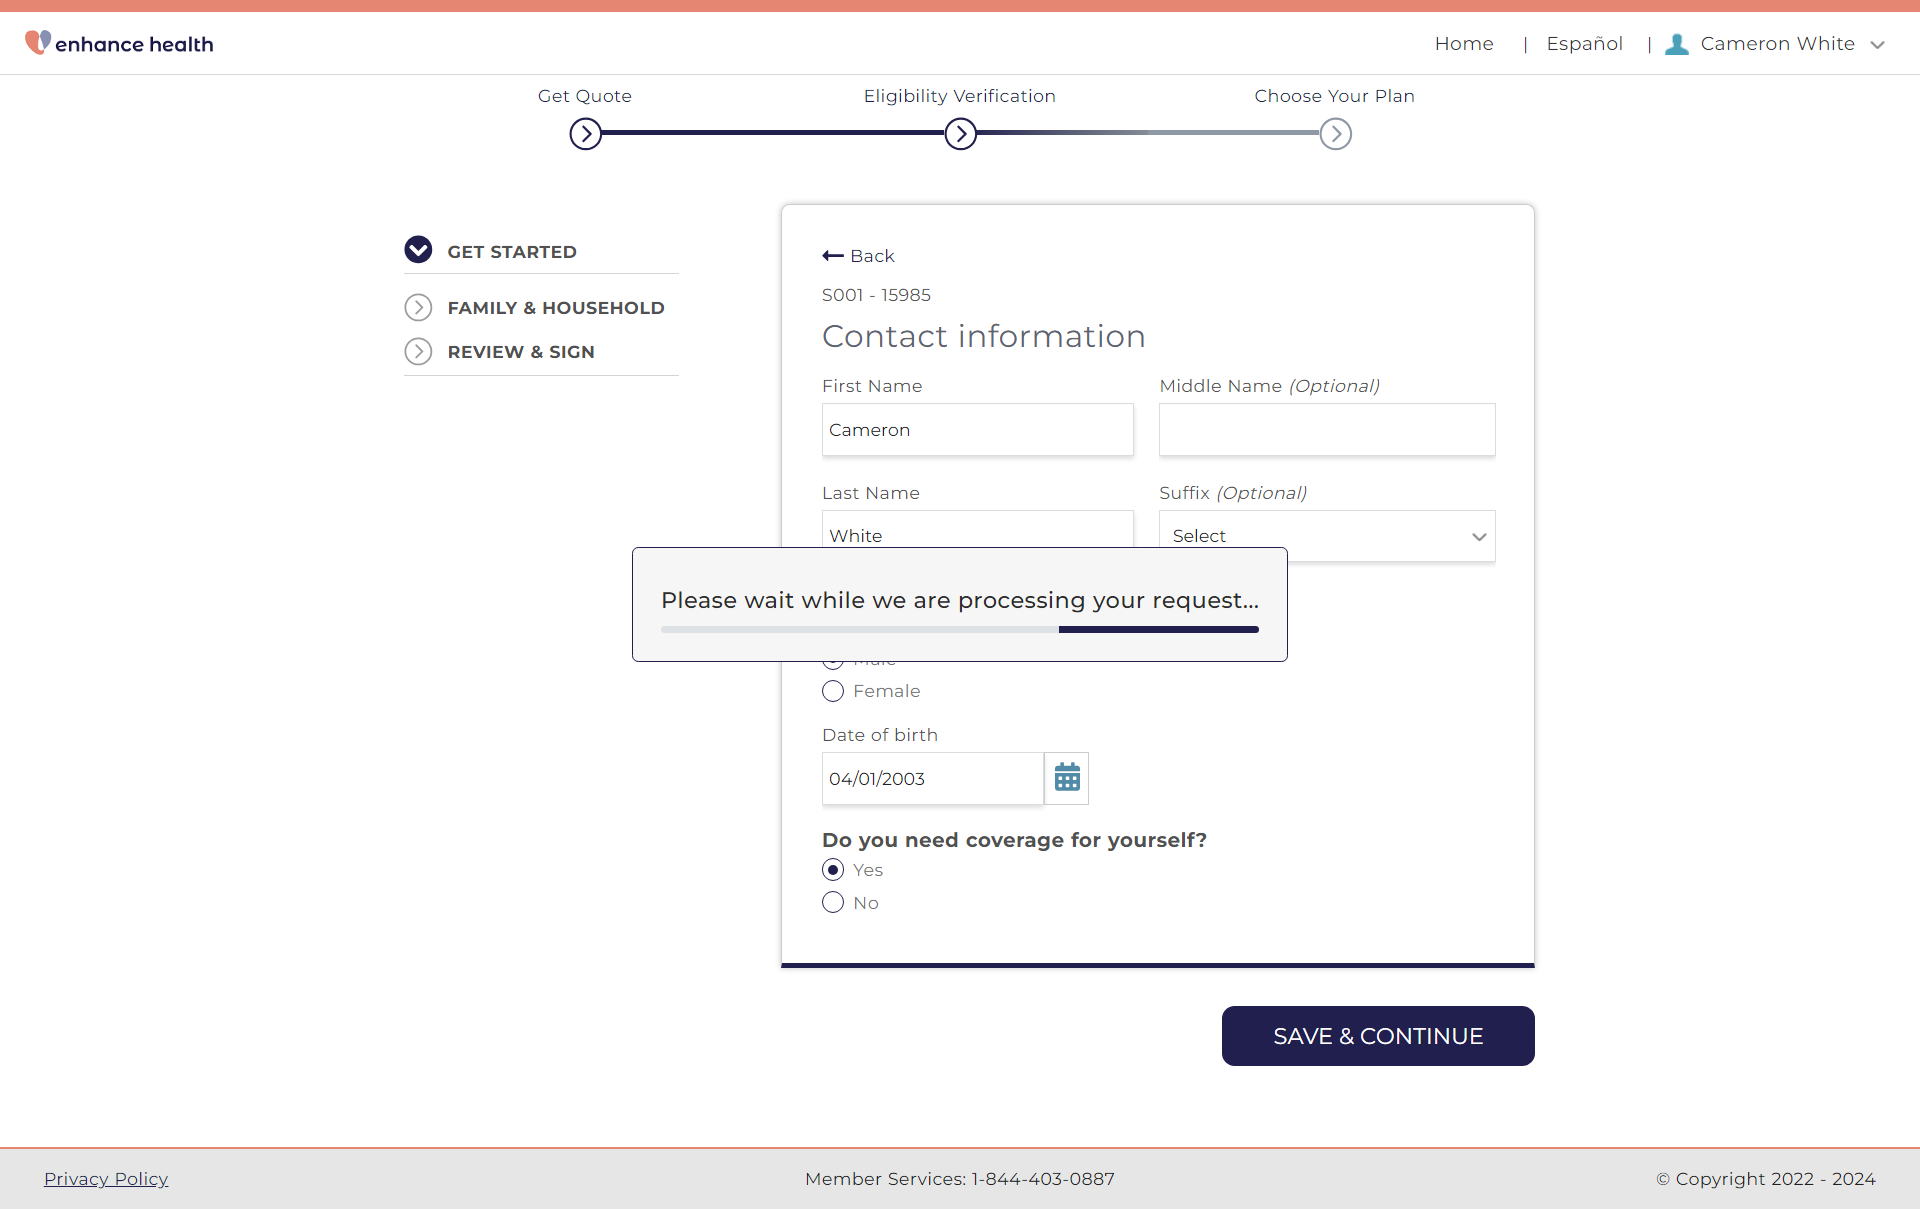 enhance health
Home | Español | Cameron White
Get Quote
Eligibility Verification
Choose Your Plan
GET STARTED
FAMILY & HOUSEHOLD
REVIEW & SIGN
Back
S001 - 15985
Contact information
First Name
Middle Name (Optional)
Cameron
Last Name
Suffix (Optional)
White
Select
Please wait while we are processing your request...
Male
Female
Date of birth
04/01/2003
Do you need coverage for yourself?
Yes
No
SAVE & CONTINUE
Privacy Policy
Member Services: 1-844-403-0887
© Copyright 2022 - 2024